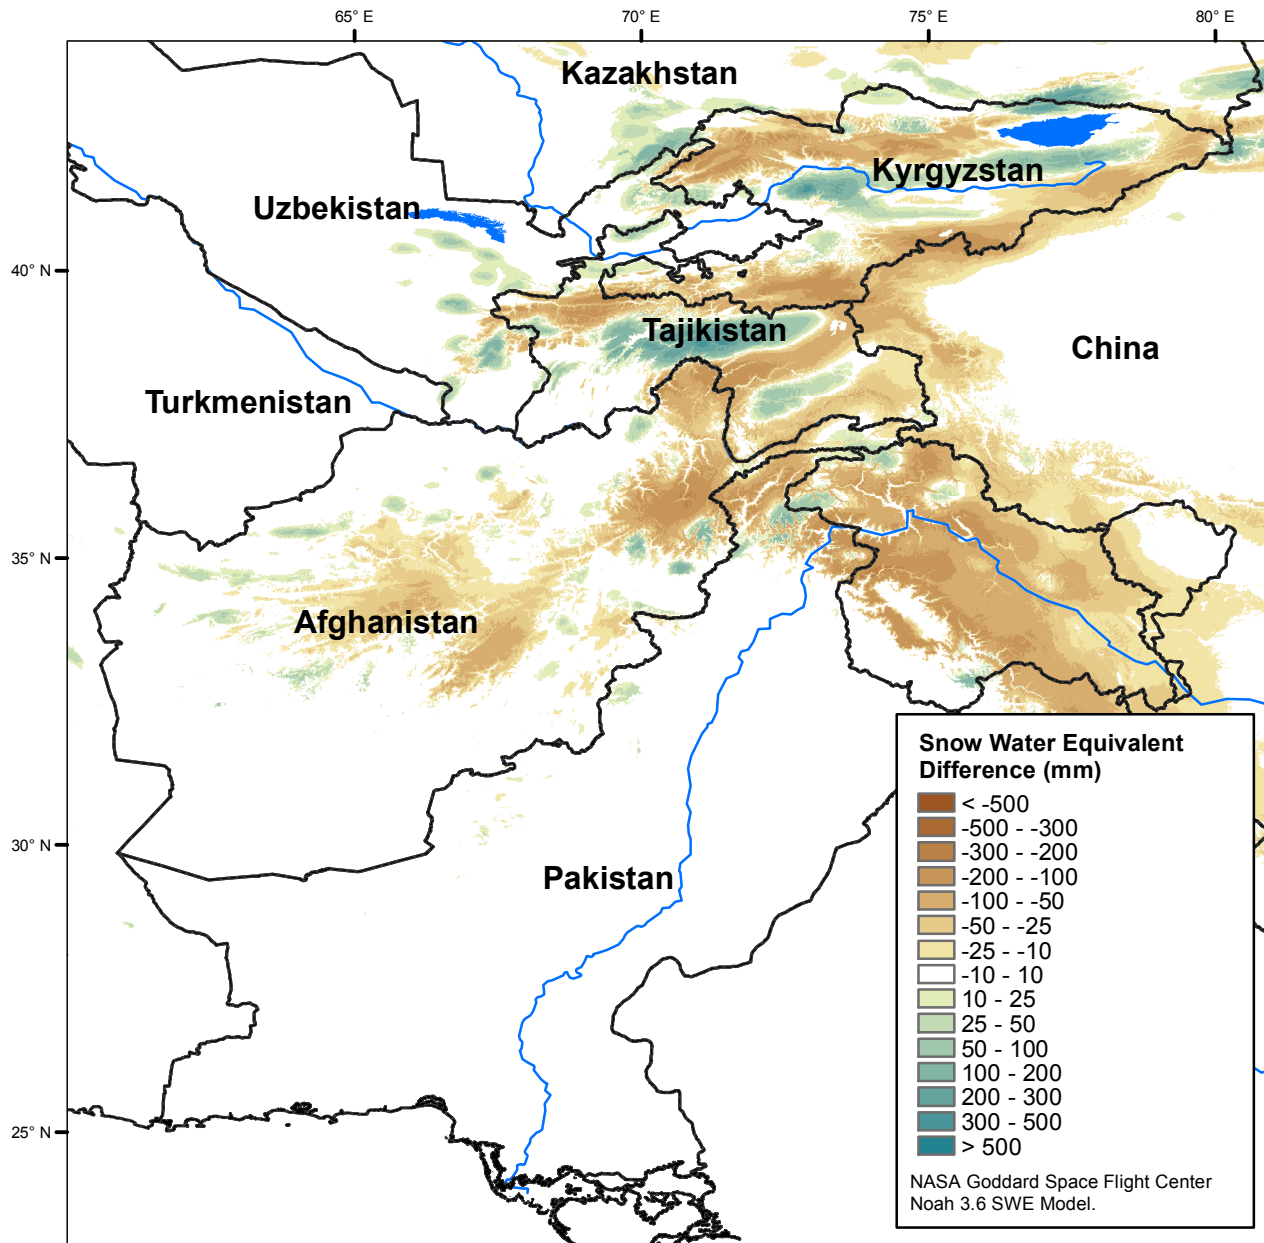 65° E
70° E
75° E
80° E
Kazakhstan
Kyrgyzstan
Uzbekistan
40° N
Tajikistan
China
Turkmenistan
35° N
Afghanistan
30° N
Pakistan
25° N
Snow Water Equivalent
Difference (mm)
< -500
-500 - -300
-300 - -200
-200 - -100
-100 - -50
-50 - -25
-25 - -10
-10 - 10
10 - 25
25 - 50
50 - 100
100 - 200
200 - 300
300 - 500
> 500
NASA Goddard Space Flight Center
Noah 3.6 SWE Model.